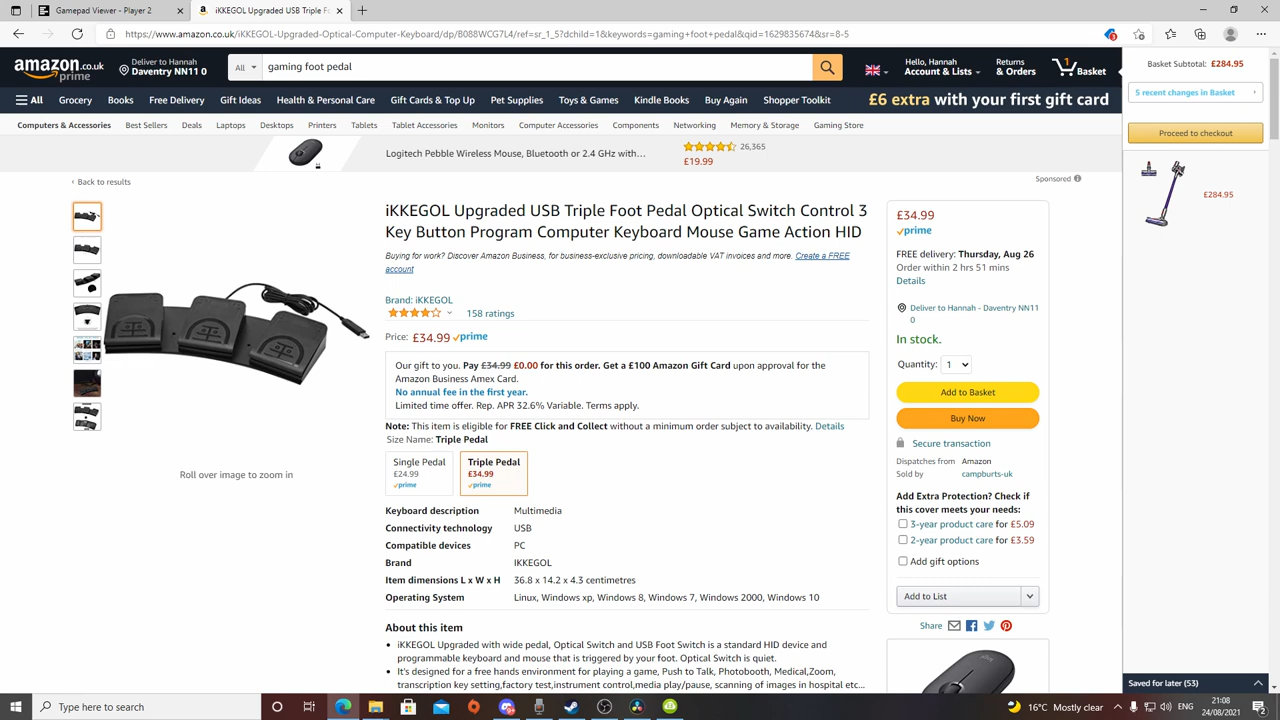 Gamepad Viewer - Player 2
iKKEGOL Upgraded USB Triple Fo
https://www.amazon.co.uk/iKKEGOL-Upgraded-Optical-Computer-Keyboard/dp/B088WCG7L4/ref=sr_1_5?dchild=1&keywords=gaming+foot+pedal&qid=1629835674&sr=8-5
amazon.co.uk
prime
Deliver to Hannah
Daventry NN11 0
All
gaming foot pedal
Hello, Hannah
Account & Lists
Returns
& Orders
1
Basket
All
Grocery
Books
Free Delivery
Gift Ideas
Health & Personal Care
Gift Cards & Top Up
Pet Supplies
Toys & Games
Kindle Books
Buy Again
Shopper Toolkit
£6 extra with your first gift card
Computers & Accessories
Best Sellers
Deals
Laptops
Desktops
Printers
Tablets
Tablet Accessories
Monitors
Computer Accessories
Components
Networking
Memory & Storage
Gaming Store
Logitech Pebble Wireless Mouse, Bluetooth or 2.4 GHz with…
26,365
£19.99
Sponsored
‹ Back to results
Roll over image to zoom in
iKKEGOL Upgraded USB Triple Foot Pedal Optical Switch Control 3
Key Button Program Computer Keyboard Mouse Game Action HID
Buying for work? Discover Amazon Business, for business-exclusive pricing, downloadable VAT invoices and more. Create a FREE
account
Brand: iKKEGOL
158 ratings
Price: £34.99 prime
Our gift to you. Pay £34.99 £0.00 for this order. Get a £100 Amazon Gift Card upon approval for the
Amazon Business Amex Card.
No annual fee in the first year.
Limited time offer. Rep. APR 32.6% Variable. Terms apply.
Note: This item is eligible for FREE Click and Collect without a minimum order subject to availability. Details
Size Name: Triple Pedal
Single Pedal
£24.99
prime
Triple Pedal
£34.99
prime
Keyboard description Multimedia
Connectivity technology USB
Compatible devices PC
Brand IKKEGOL
Item dimensions L x W x H 36.8 x 14.2 x 4.3 centimetres
Operating System Linux, Windows xp, Windows 8, Windows 7, Windows 2000, Windows 10
About this item
iKKEGOL Upgraded with wide pedal, Optical Switch and USB Foot Switch is a standard HID device and
programmable keyboard and mouse that is triggered by your foot. Optical Switch is quiet.
It's designed for a free hands environment for playing a game, Push to Talk, Photobooth, Medical,Zoom,
transcription key setting,factory test,instrument control,media play/pause, scanning of images in hospital etc...
£34.99
prime
FREE delivery: Thursday, Aug 26
Order within 2 hrs 51 mins
Details
Deliver to Hannah - Daventry NN11
0
In stock.
Quantity: 1
Add to Basket
Buy Now
Secure transaction
Dispatches from Amazon
Sold by campburts-uk
Add Extra Protection? Check if
this cover meets your needs:
3-year product care for £5.09
2-year product care for £3.59
Add gift options
Add to List
Share
Basket Subtotal: £284.95
5 recent changes in Basket
Proceed to checkout
£284.95
Saved for later (53)
Type here to search
16°C Mostly clear
ENG
21:08
24/08/2021